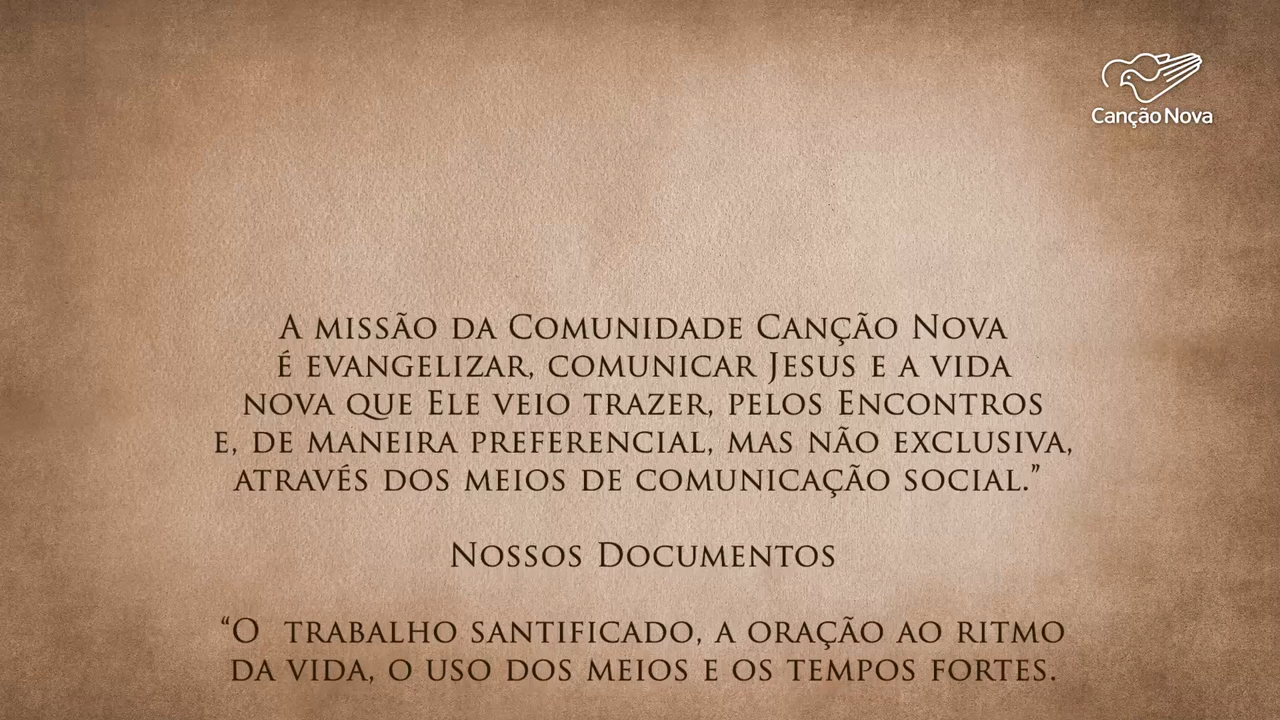 Canção Nova
A missão da Comunidade Canção Nova
é evangelizar, comunicar Jesus e a vida
nova que Ele veio trazer, pelos Encontros
e, de maneira preferencial, mas não exclusiva,
através dos meios de comunicação social.”
Nossos Documentos
“O trabalho santificado, a oração ao ritmo
da vida, o uso dos meios e os tempos fortes.